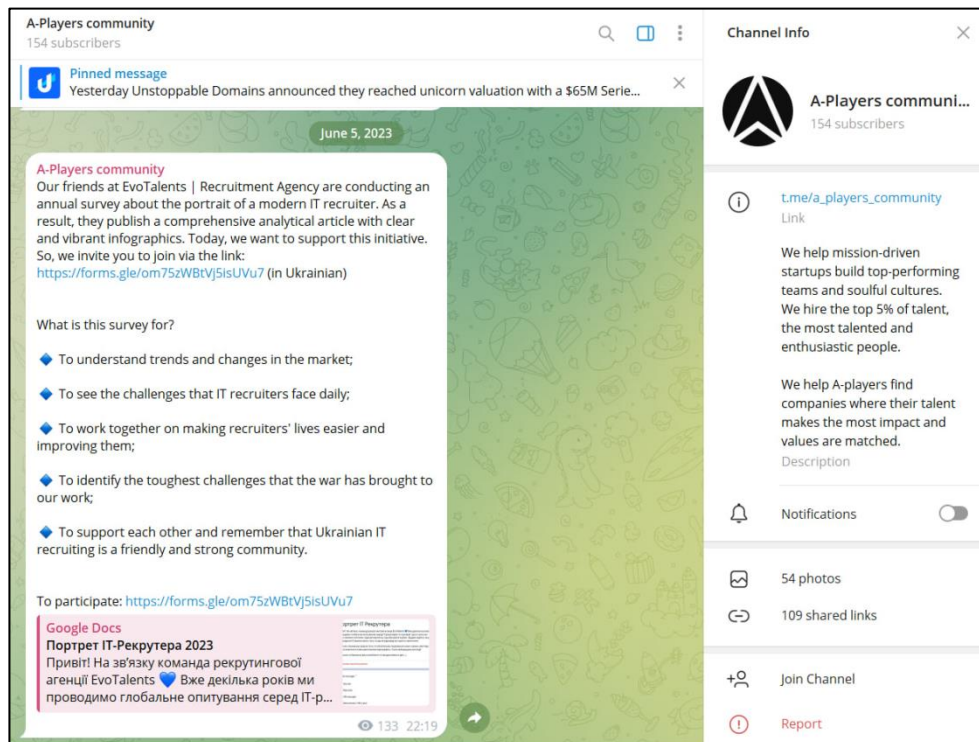 A-Players community
154 subscribers
Pinned message
Yesterday Unstoppable Domains announced they reached unicorn valuation with a $65M Serie...
June 5, 2023
A-Players community
Our friends at EvoTalents | Recruitment Agency are conducting an
annual survey about the portrait of a modern IT recruiter. As a
result, they publish a comprehensive analytical article with clear
and vibrant infographics. Today, we want to support this initiative.
So, we invite you to join via the link:
https://forms.gle/om75zWBtVj5isUVu7 (in Ukrainian)
What is this survey for?
🔹 To understand trends and changes in the market;
🔹 To see the challenges that IT recruiters face daily;
🔹 To work together on making recruiters' lives easier and
improving them;
🔹 To identify the toughest challenges that the war has brought to
our work;
🔹 To support each other and remember that Ukrainian IT
recruiting is a friendly and strong community.
To participate: https://forms.gle/om75zWBtVj5isUVu7
Google Docs
Портрет ІТ-Рекрутера 2023
Привіт! На зв'язку команда рекрутингової
агенції EvoTalents 💙 Вже декілька років ми
проводимо глобальне опитування серед ІТ-р...
133 22:19
Channel Info
A-Players communi...
154 subscribers
t.me/a_players_community
Link
We help mission-driven
startups build top-performing
teams and soulful cultures.
We hire the top 5% of talent,
the most talented and
enthusiastic people.
We help A-players find
companies where their talent
makes the most impact and
values are matched.
Description
Notifications
54 photos
109 shared links
Join Channel
Report